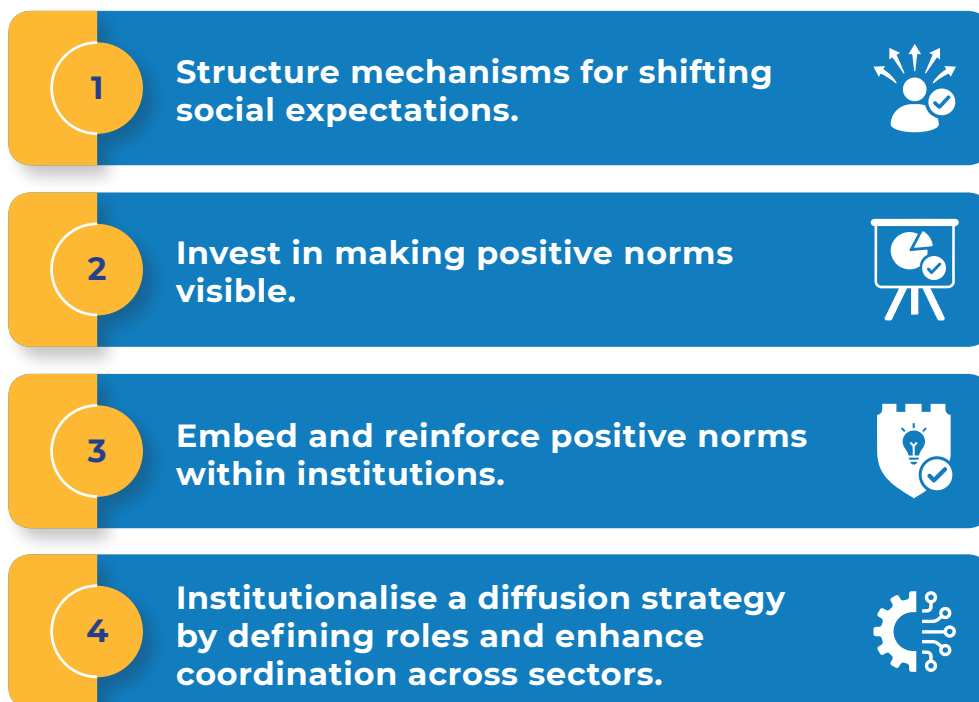 1
Structure mechanisms for shifting
social expectations.
2
Invest in making positive norms
visible.
3
Embed and reinforce positive norms
within institutions.
4
Institutionalise a diffusion strategy
by defining roles and enhance
coordination across sectors.